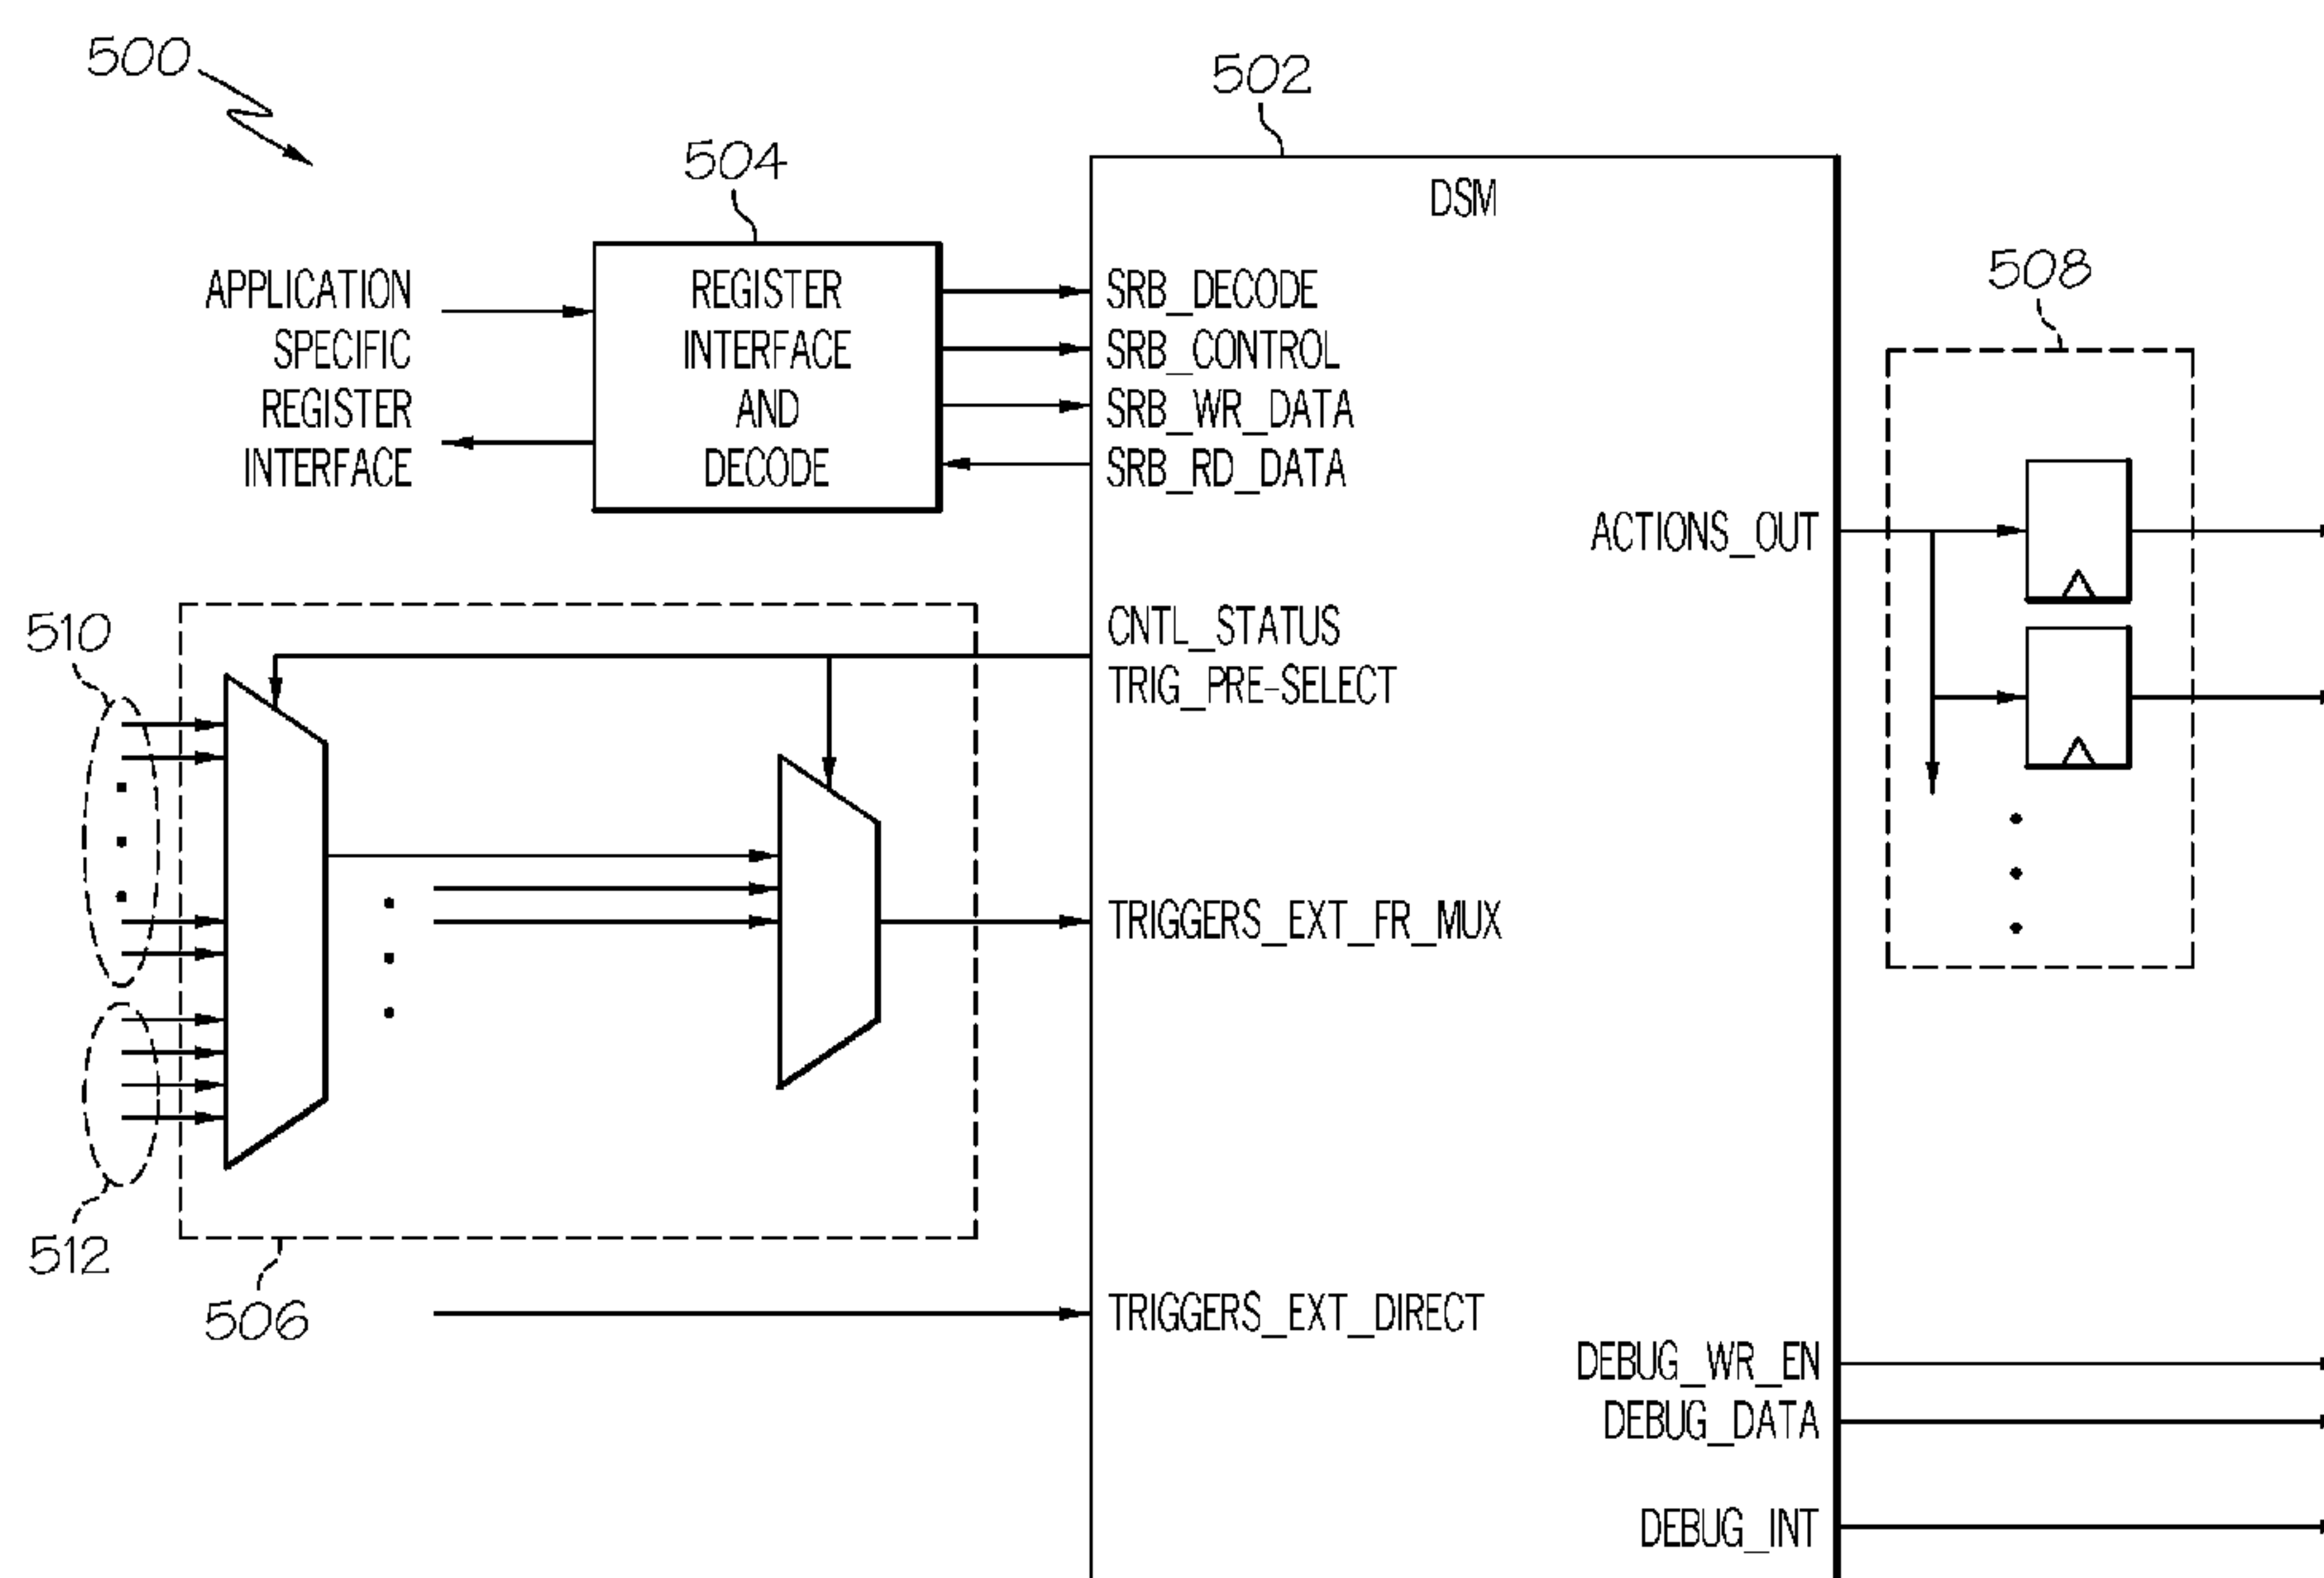 500
502
504
DSM
508
APPLICATION
SPECIFIC
REGISTER
INTERFACE
REGISTER
INTERFACE
AND
DECODE
SRB_DECODE
SRB_CONTROL
SRB_WR_DATA
SRB_RD_DATA
ACTIONS_OUT
510
CNTL_STATUS
TRIG_PRE-SELECT
TRIGGERS_EXT_FR_MUX
512
506
TRIGGERS_EXT_DIRECT
DEBUG_WR_EN
DEBUG_DATA
DEBUG_INT